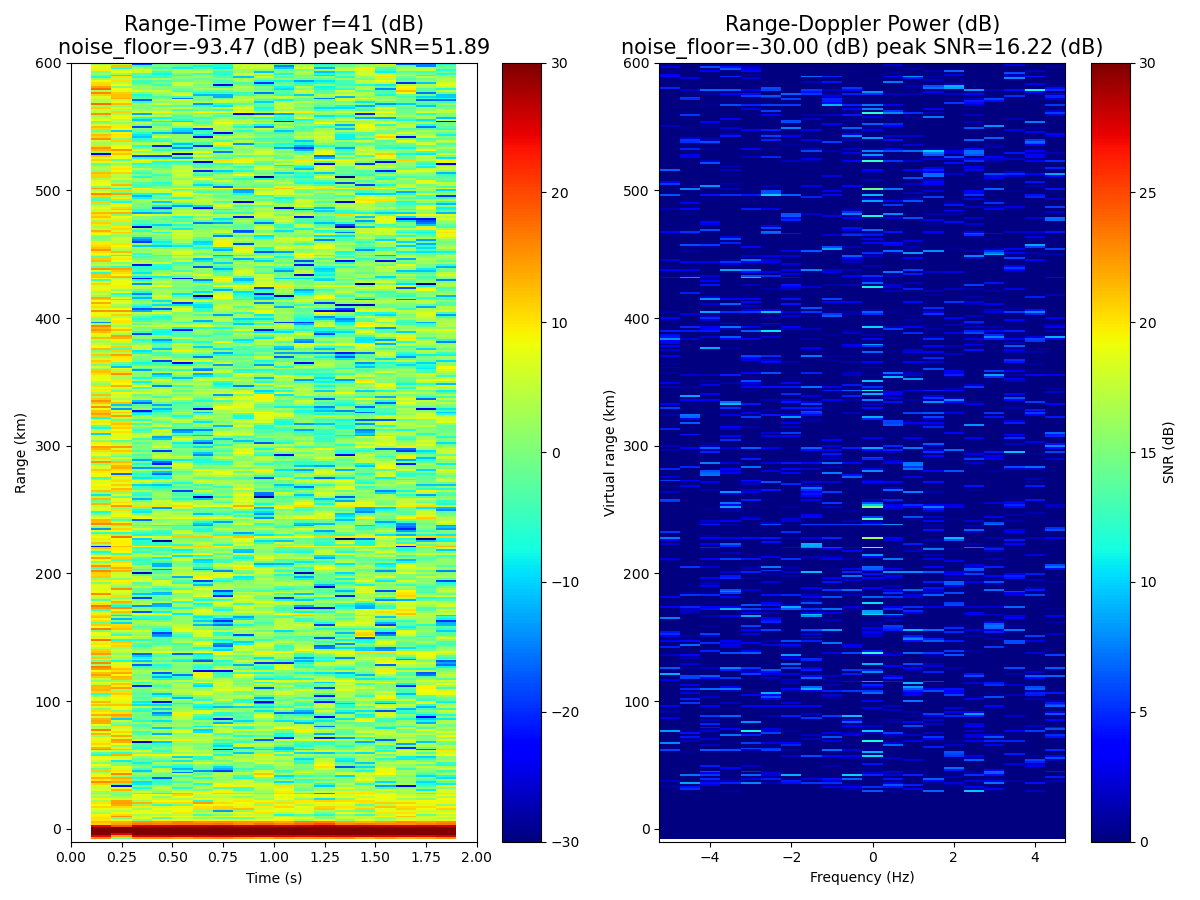 Range-Time Power f=41 (dB)
noise_floor=-93.47 (dB) peak SNR=51.89
600
500
400
300
200
100
0
Range (km)
0.00 0.25 0.50 0.75 1.00 1.25 1.50 1.75 2.00
Time (s)
30
20
10
0
−10
−20
−30
Range-Doppler Power (dB)
noise_floor=-30.00 (dB) peak SNR=16.22 (dB)
600
500
400
300
200
100
0
Virtual range (km)
−4 −2 0 2 4
Frequency (Hz)
30
25
20
15
10
5
0
SNR (dB)